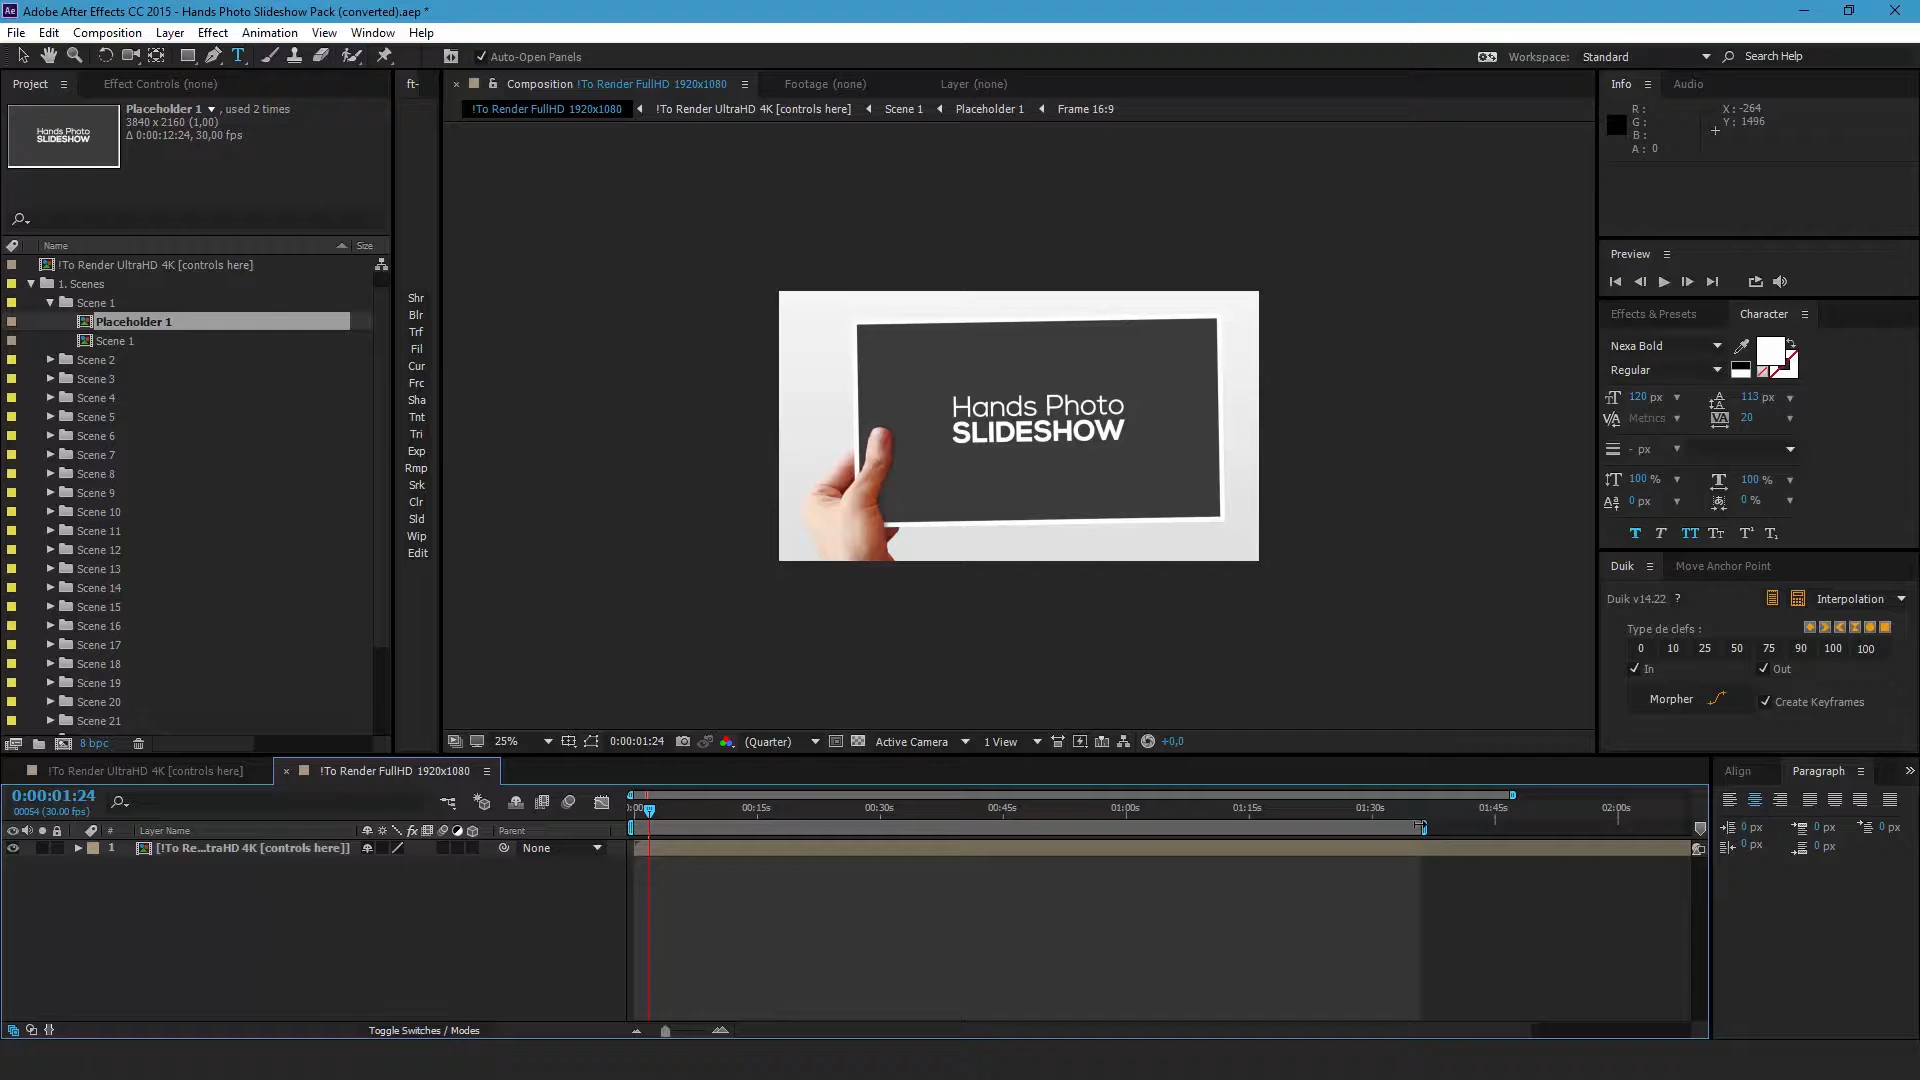 Ae Adobe After Effects CC 2015 - Hands Photo Slideshow Pack (converted).aep *
File Edit Composition Layer Effect Animation View Window Help
Auto-Open Panels Workspace: Standard Search Help
Project Effect Controls (none)
Placeholder 1 , used 2 times
3840 x 2160 (1,00)
Δ 0:00:12:24, 30,00 fps
Hands Photo
SLIDESHOW
Name Size
!To Render UltraHD 4K [controls here]
1. Scenes
Scene 1
Placeholder 1
Scene 1
Scene 2
Scene 3
Scene 4
Scene 5
Scene 6
Scene 7
Scene 8
Scene 9
Scene 10
Scene 11
Scene 12
Scene 13
Scene 14
Scene 15
Scene 16
Scene 17
Scene 18
Scene 19
Scene 20
Scene 21
8 bpc
ft-
Shr
Blr
Trf
Fil
Cur
Frc
Sha
Tnt
Tri
Exp
Rmp
Srk
Clr
Sld
Wip
Edit
Composition !To Render FullHD 1920x1080 Footage (none) Layer (none)
!To Render FullHD 1920x1080 !To Render UltraHD 4K [controls here] Scene 1 Placeholder 1 Frame 16:9
Hands Photo
SLIDESHOW
25% 0:00:01:24 (Quarter) Active Camera 1 View +0,0
Info Audio
R : X : -264
G : Y : 1496
B :
A : 0
Preview
Effects & Presets Character
Nexa Bold
Regular
120 px 113 px
Metrics 20
- px
100 % 100 %
0 px 0 %
T T TT TT T¹ T₁
Duik Move Anchor Point
Duik v14.22 ? Interpolation
Type de clefs :
0 10 25 50 75 90 100 100
In Out
Morpher Create Keyframes
!To Render UltraHD 4K [controls here] !To Render FullHD 1920x1080
0:00:01:24
00054 (30.00 fps)
):00s 00:15s 00:30s 00:45s 01:00s 01:15s 01:30s 01:45s 02:00s
# Layer Name Parent
1 [!To Re...traHD 4K [controls here]] None
Toggle Switches / Modes
Align Paragraph
0 px 0 px 0 px
0 px 0 px